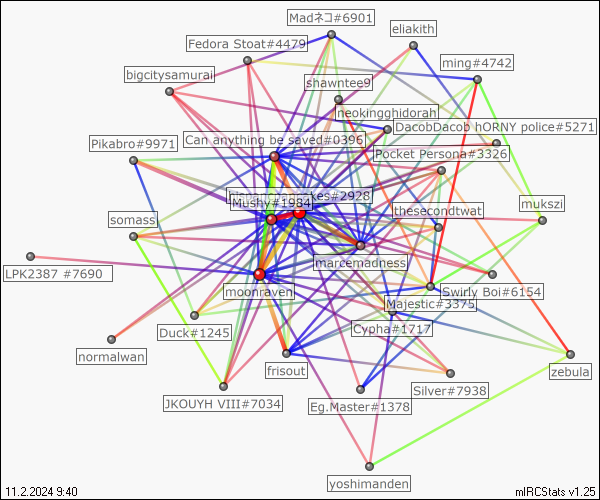 Madネコ#6901
eliakith
Fedora Stoat#4479
ming#4742
bigcitysamurai
shawntee9
neokingghidorah
DacobDacob hORNY police#5271
Can anything be saved#0396
Pikabro#9971
Pocket Persona#3326
#2928
Mushy#1984
mukszi
thesecondtwat
somass
marcemadness
LPK2387 #7690
moonraven
Swirly Boi#6154
Majestic#3375
Duck#1245
Cypha#1717
normalwan
frisout
zebula
Silver#7938
JKOUYH VIII#7034
Eg.Master#1378
yoshimanden
11.2.2024 9:40
mIRCStats v1.25